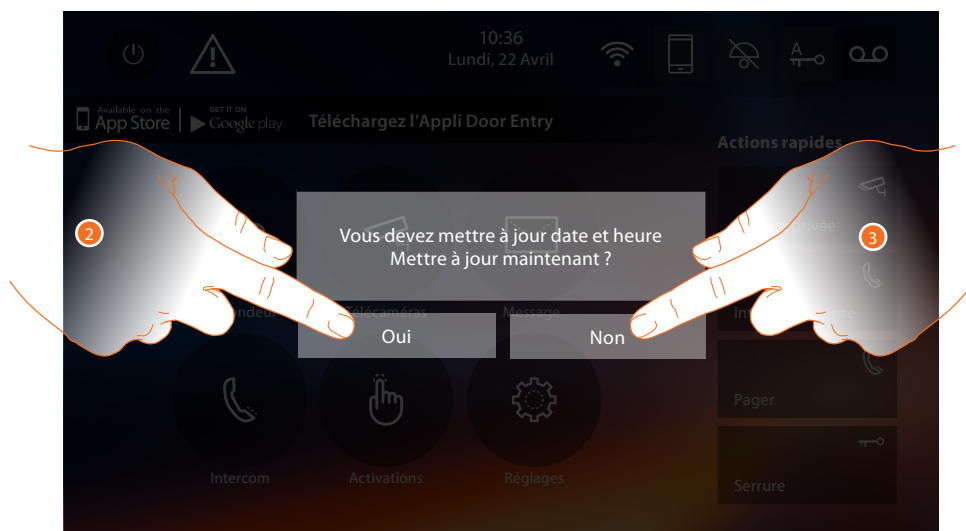 10:36
Lundi, 22 Avril
A
Available on the
App Store
GET IT ON
Google play
Téléchargez l'Appli Door Entry
Actions rapides
2
3
Vous devez mettre à jour date et heure
Mettre à jour maintenant ?
Télécaméras
Message
Oui
Non
Pager
Intercom
Activations
Réglages
Serrure